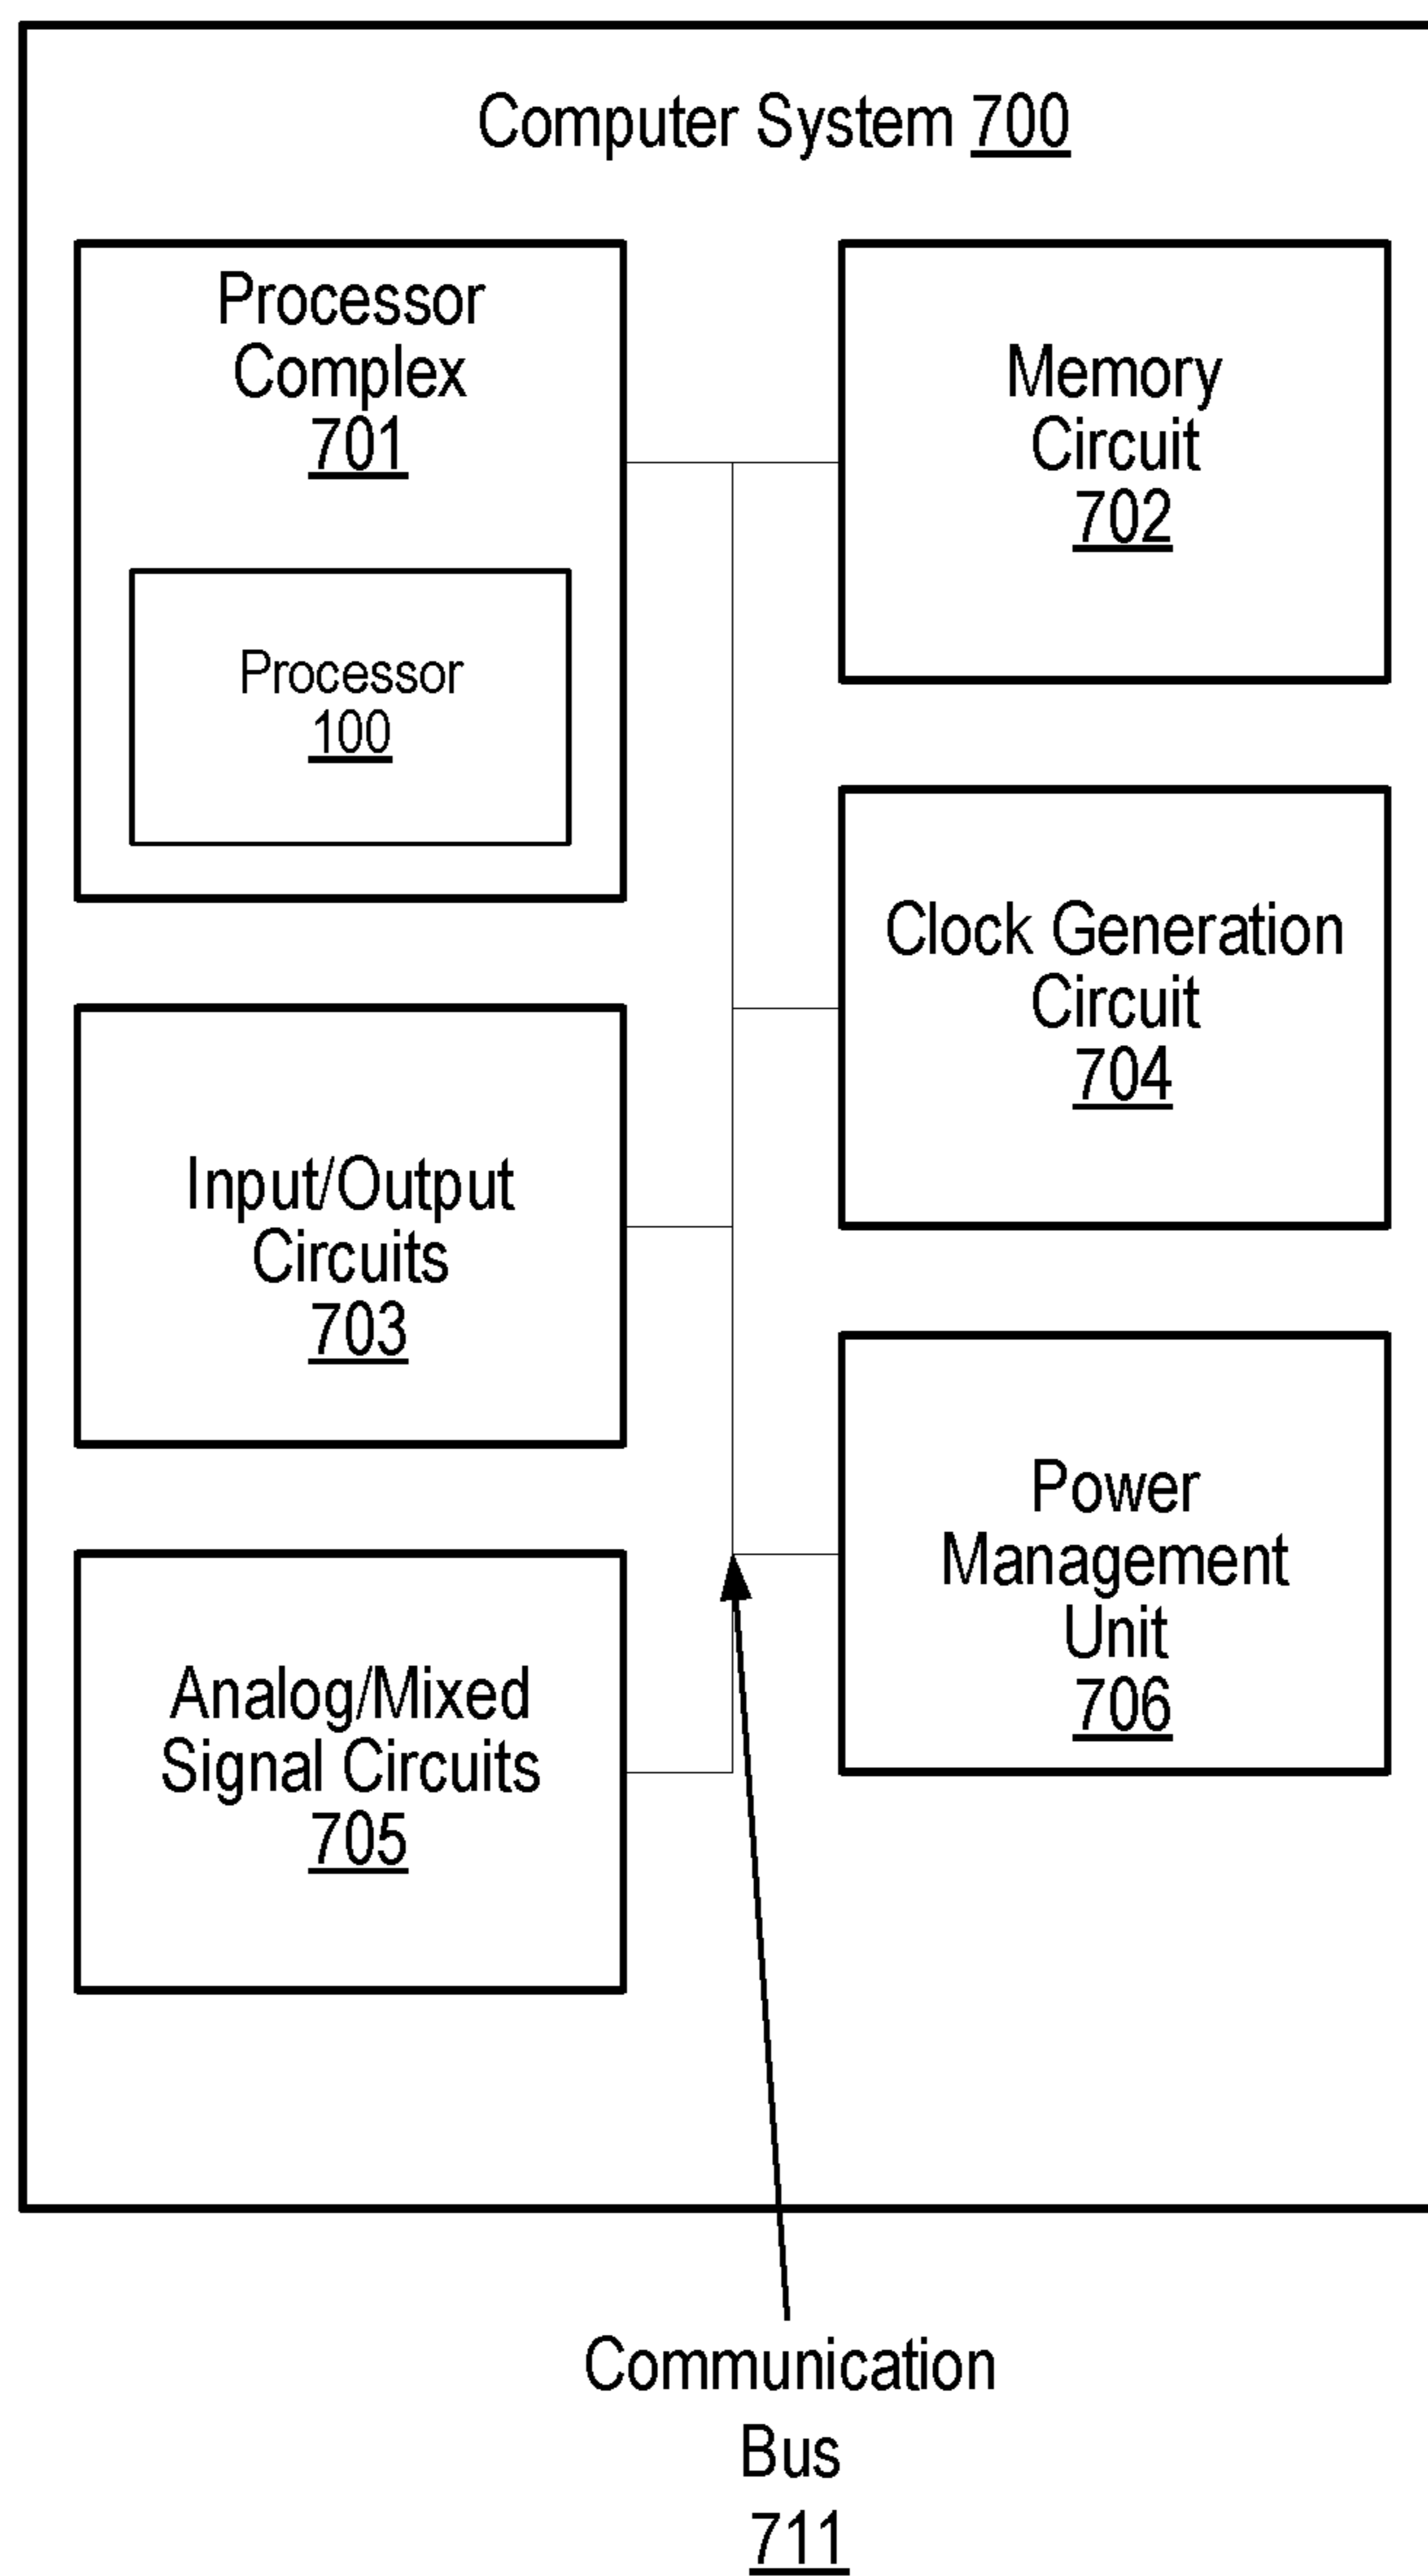 Computer System 700
Processor
Complex
701
Processor
100
Memory
Circuit
702
Input/Output
Circuits
703
Clock Generation
Circuit
704
Analog/Mixed
Signal Circuits
705
Power
Management
Unit
706
Communication
Bus
711